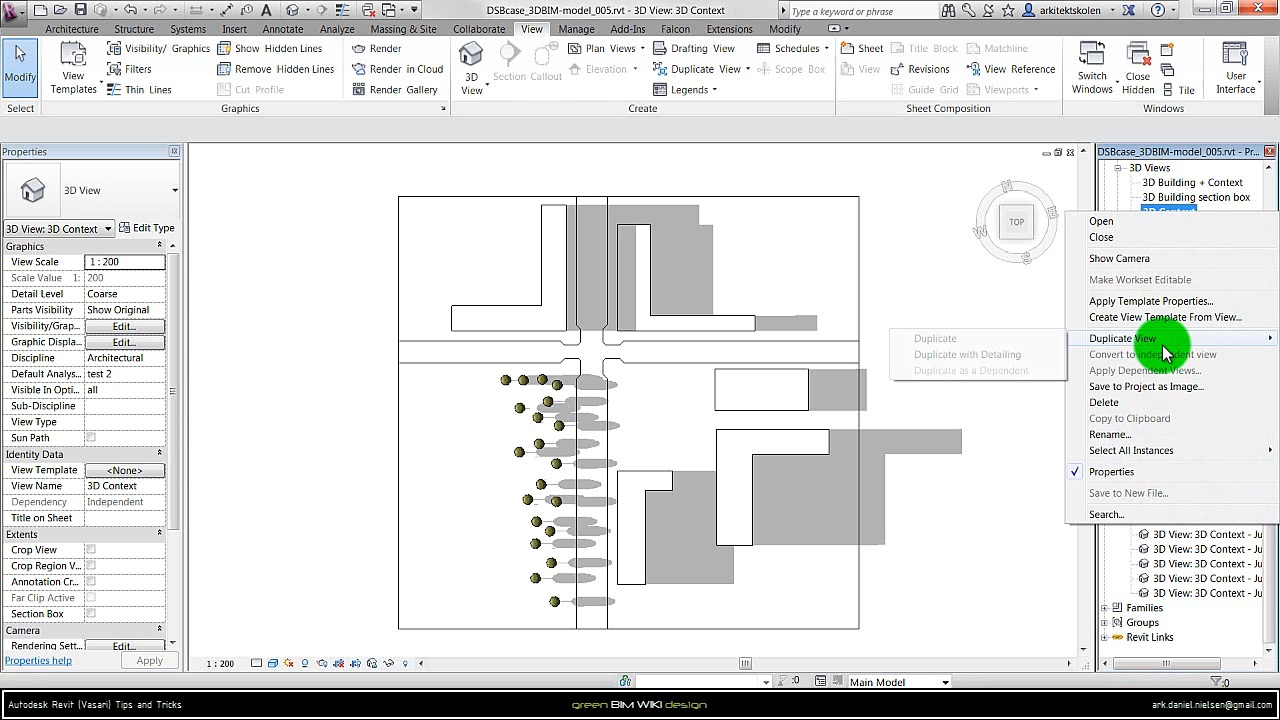 DSBcase_3DBIM-model_005.rvt - 3D View: 3D Context
Type a keyword or phrase
arkitektskolen
Architecture Structure Systems Insert Annotate Analyze Massing & Site Collaborate View Manage Add-Ins Falcon Extensions Modify
Modify
View Templates
Visibility/ Graphics
Filters
Thin Lines
Show Hidden Lines
Remove Hidden Lines
Cut Profile
Render
Render in Cloud
Render Gallery
3D View
Section
Callout
Plan Views
Elevation
Drafting View
Duplicate View
Legends
Schedules
Scope Box
Sheet
View
Title Block
Revisions
Guide Grid
Matchline
View Reference
Viewports
Switch Windows
Close Hidden
Tile
User Interface
Select
Graphics
Create
Sheet Composition
Windows
Properties
3D View
3D View: 3D Context
Edit Type
Graphics
View Scale 1 : 200
Scale Value 1: 200
Detail Level Coarse
Parts Visibility Show Original
Visibility/Grap... Edit...
Graphic Displa... Edit...
Discipline Architectural
Default Analys... test 2
Visible In Opti... all
Sub-Discipline
View Type
Sun Path
Identity Data
View Template <None>
View Name 3D Context
Dependency Independent
Title on Sheet
Extents
Crop View
Crop Region V...
Annotation Cr...
Far Clip Active
Section Box
Camera
Rendering Sett... Edit...
Properties help
Apply
N
E
S
W
TOP
DSBcase_3DBIM-model_005.rvt - Pr...
3D Views
3D Building + Context
3D Building section box
3D Context
Open
Close
Show Camera
Make Workset Editable
Apply Template Properties...
Create View Template From View...
Duplicate View
Convert to independent view
Apply Dependent Views...
Save to Project as Image...
Delete
Copy to Clipboard
Rename...
Select All Instances
Properties
Save to New File...
Search...
Duplicate
Duplicate with Detailing
Duplicate as a Dependent
3D View: 3D Context - Ju
3D View: 3D Context - Ju
3D View: 3D Context - Ju
3D View: 3D Context - Ju
3D View: 3D Context - Ju
Families
Groups
Revit Links
1 : 200
:0
Main Model
:0
Autodesk Revit (Vasari) Tips and Tricks
green BIM WIKI design
ark.daniel.nielsen@gmail.com